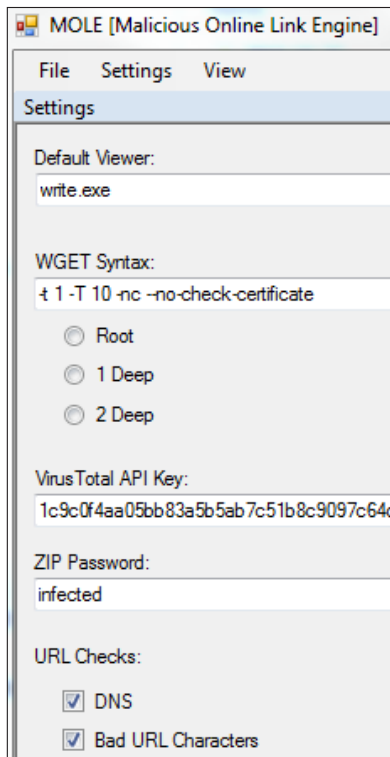 MOLE [Malicious Online Link Engine]
File Settings View
Settings
Default Viewer:
write.exe
WGET Syntax:
-t 1 -T 10 -nc --no-check-certificate
Root
1 Deep
2 Deep
VirusTotal API Key:
1c9c0f4aa05bb83a5b5ab7c51b8c9097c64
ZIP Password:
infected
URL Checks:
DNS
Bad URL Characters